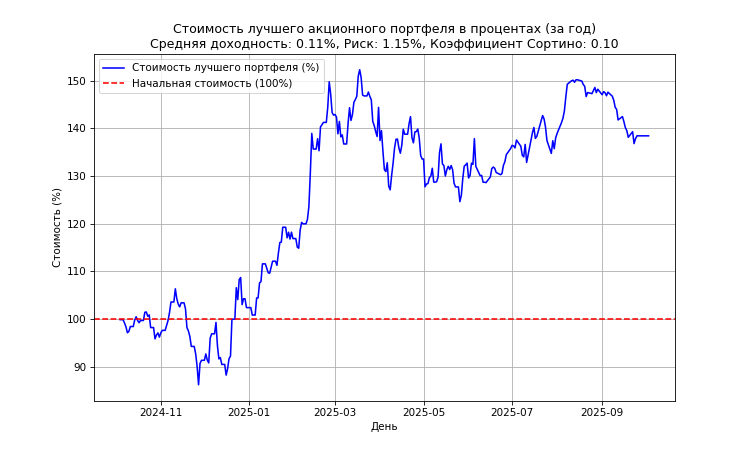 Стоимость лучшего акционного портфеля в процентах (за год)
Средняя доходность: 0.11%, Риск: 1.15%, Коэффициент Сортино: 0.10
Стоимость лучшего портфеля (%)
Начальная стоимость (100%)
Стоимость (%)
150
140
130
120
110
100
90
2024-11
2025-01
2025-03
2025-05
2025-07
2025-09
День